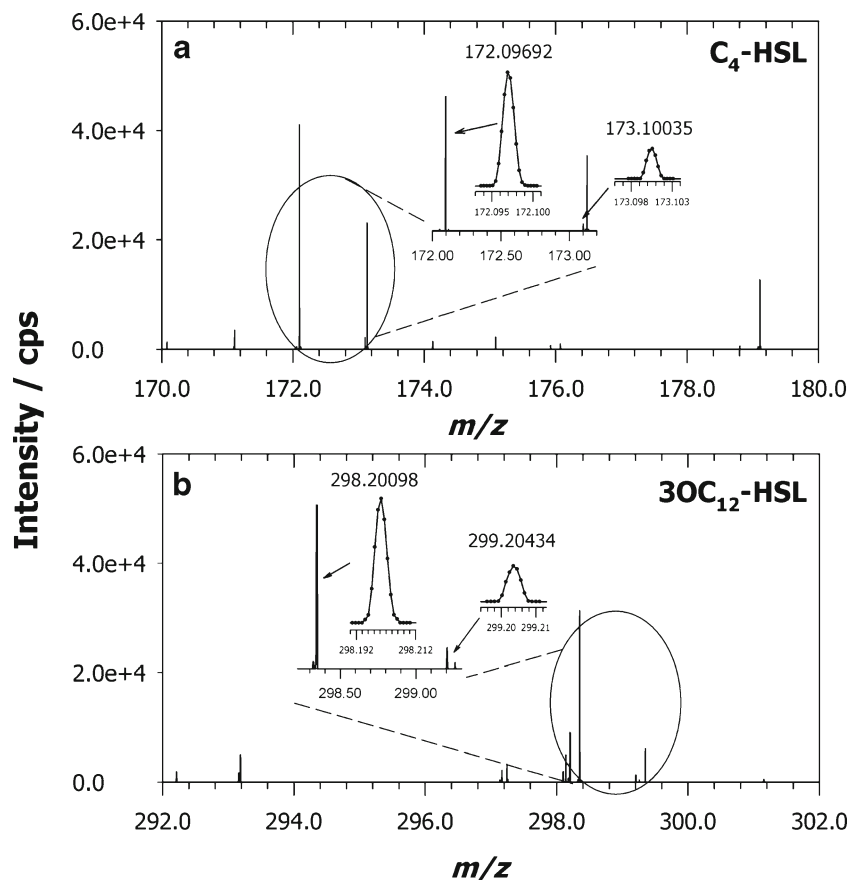 Intensity / cps
6.0e+4
a
172.09692
C4-HSL
173.10035
4.0e+4
172.095 172.100
173.098 173.103
2.0e+4
172.00 172.50 173.00
0.0
170.0 172.0 174.0 176.0 178.0 180.0
m/z
6.0e+4
b
298.20098
3OC12-HSL
299.20434
4.0e+4
299.20 299.21
298.192 298.212
2.0e+4
298.50 299.00
0.0
292.0 294.0 296.0 298.0 300.0 302.0
m/z